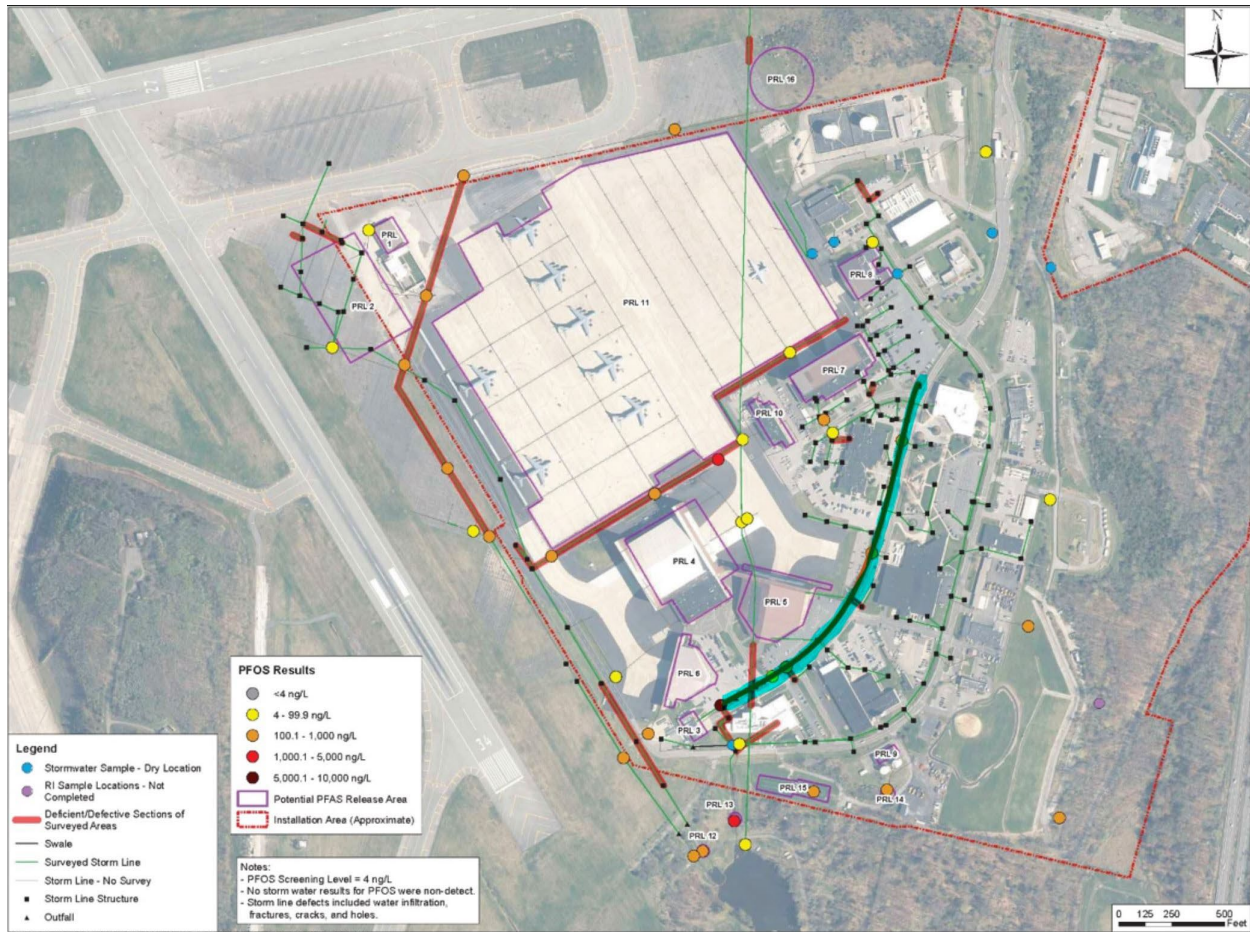 N
PRL 16
22
PRL
1
PRL 2
PRL 11
PRL 8
PRL 7
PRL 10
PRL 4
PRL 5
PRL 6
PRL 3
34
PRL 9
PRL 15
PRL 14
PRL 13
PRL 12
PFOS Results
<4 ng/L
4 - 99.9 ng/L
100.1 - 1,000 ng/L
1,000.1 - 5,000 ng/L
5,000.1 - 10,000 ng/L
Potential PFAS Release Area
Installation Area (Approximate)
Legend
Stormwater Sample - Dry Location
RI Sample Locations - Not
Completed
Deficient/Defective Sections of
Surveyed Areas
Swale
Surveyed Storm Line
Storm Line - No Survey
Storm Line Structure
Outfall
Notes:
- PFOS Screening Level = 4 ng/L
- No storm water results for PFOS were non-detect.
- Storm line defects included water infiltration,
fractures, cracks, and holes.
0 125 250 500
Feet